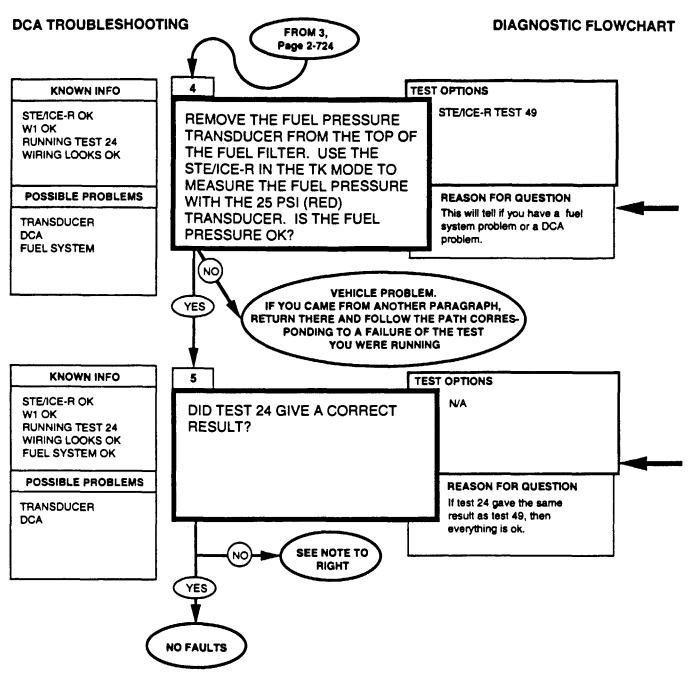 DCA TROUBLESHOOTING
DIAGNOSTIC FLOWCHART
FROM 3,
Page 2-724
KNOWN INFO
STE/ICE-R OK
W1 OK
RUNNING TEST 24
WIRING LOOKS OK
POSSIBLE PROBLEMS
TRANSDUCER
DCA
FUEL SYSTEM
4
REMOVE THE FUEL PRESSURE
TRANSDUCER FROM THE TOP OF
THE FUEL FILTER. USE THE
STE/ICE-R IN THE TK MODE TO
MEASURE THE FUEL PRESSURE
WITH THE 25 PSI (RED)
TRANSDUCER. IS THE FUEL
PRESSURE OK?
TEST OPTIONS
STE/ICE-R TEST 49
REASON FOR QUESTION
This will tell if you have a fuel
system problem or a DCA
problem.
NO
YES
VEHICLE PROBLEM.
IF YOU CAME FROM ANOTHER PARAGRAPH,
RETURN THERE AND FOLLOW THE PATH CORRES-
PONDING TO A FAILURE OF THE TEST
YOU WERE RUNNING
KNOWN INFO
STE/ICE-R OK
W1 OK
RUNNING TEST 24
WIRING LOOKS OK
FUEL SYSTEM OK
POSSIBLE PROBLEMS
TRANSDUCER
DCA
5
DID TEST 24 GIVE A CORRECT
RESULT?
TEST OPTIONS
N/A
REASON FOR QUESTION
If test 24 gave the same
result as test 49, then
everything is ok.
NO
SEE NOTE TO
RIGHT
YES
NO FAULTS